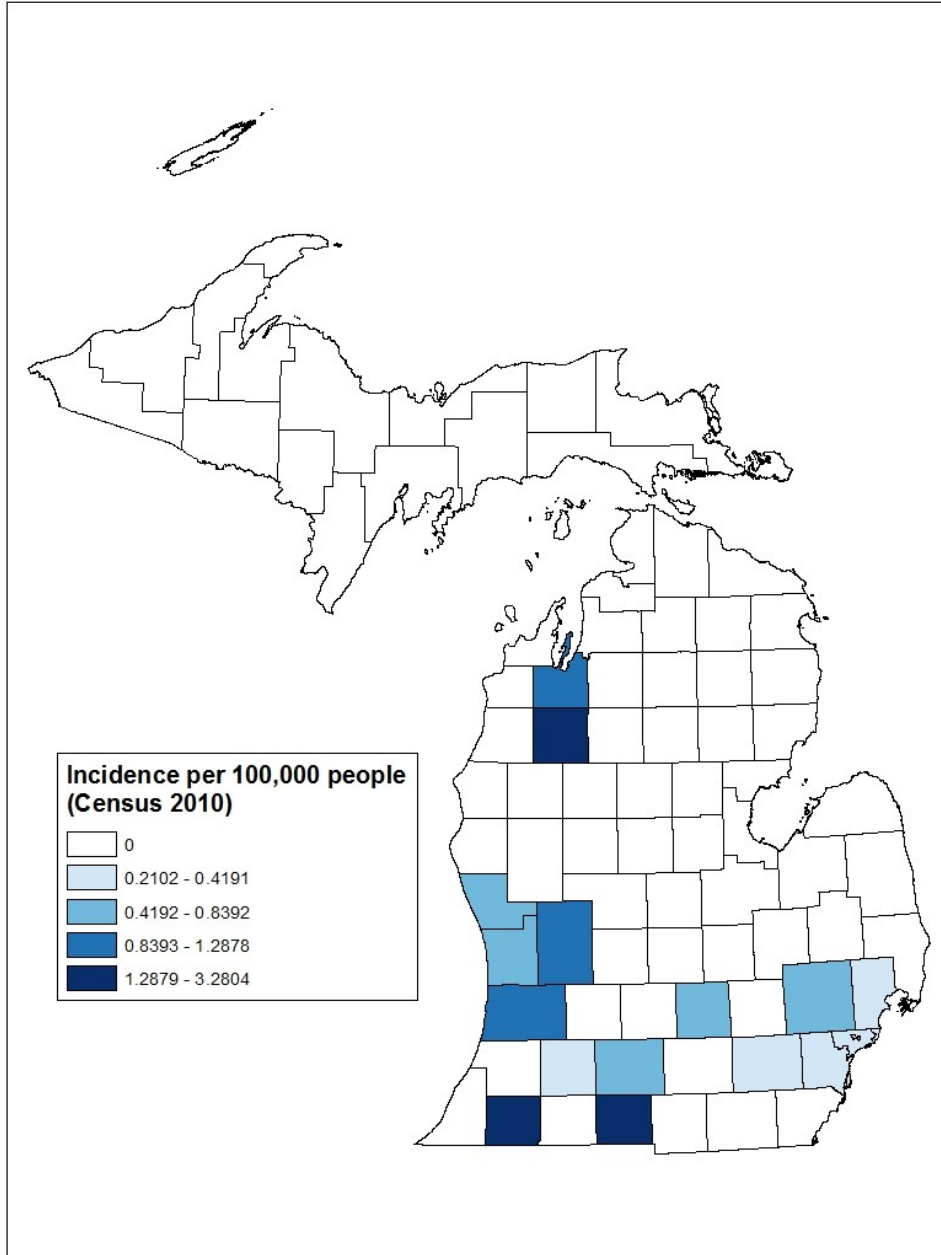 Incidence per 100,000 people
(Census 2010)
0
0.2102 - 0.4191
0.4192 - 0.8392
0.8393 - 1.2878
1.2879 - 3.2804